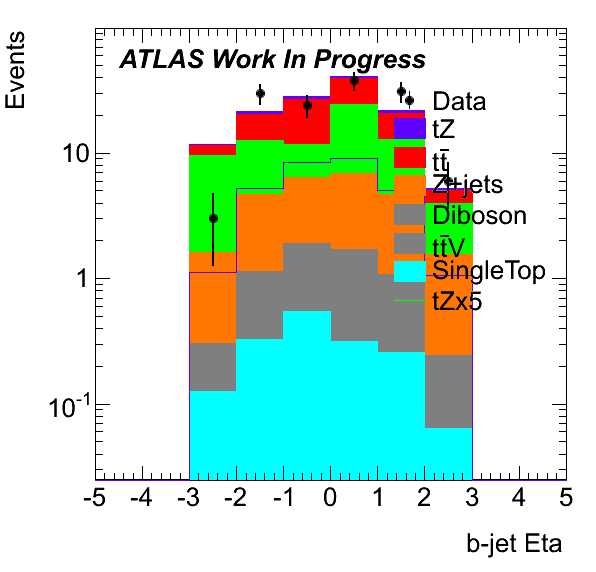 Events
ATLAS Work In Progress
Data
tZ
tt̄
Z+jets
Diboson
tt̄V
SingleTop
tZx5
10
1
10⁻¹
-5 -4 -3 -2 -1 0 1 2 3 4 5
b-jet Eta